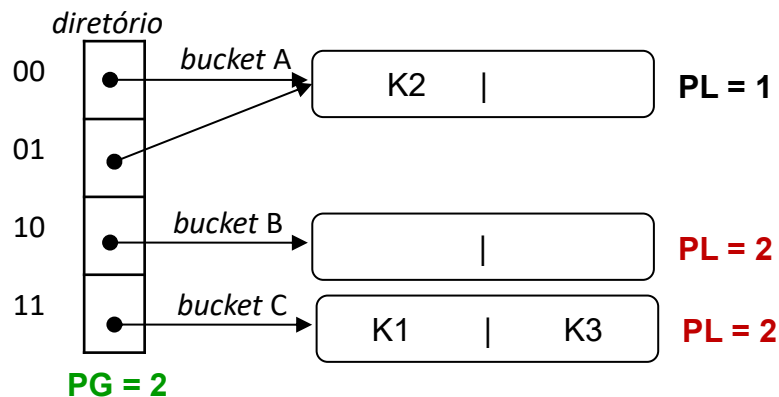 diretório
00 bucket A K2 | PL = 1
01
10 bucket B | PL = 2
11 bucket C K1 | K3 PL = 2
PG = 2